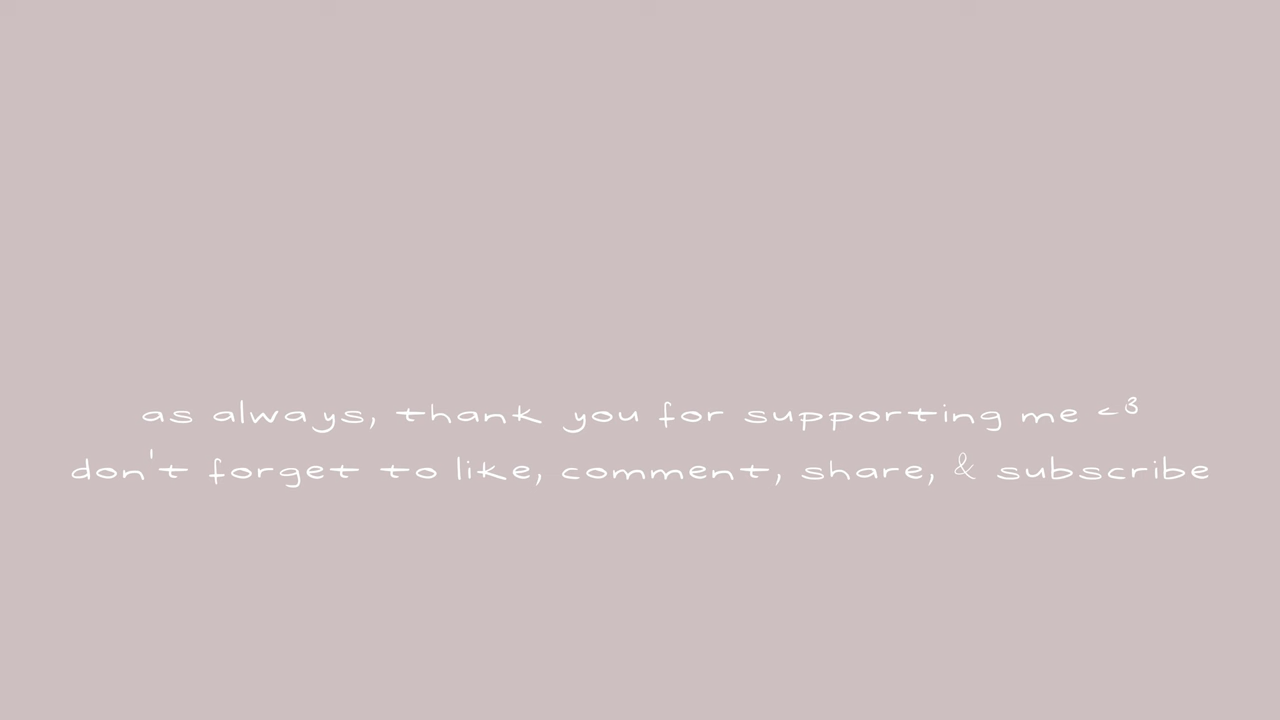 as always, thank you for supporting me <3
don't forget to like, comment, share, & subscribe